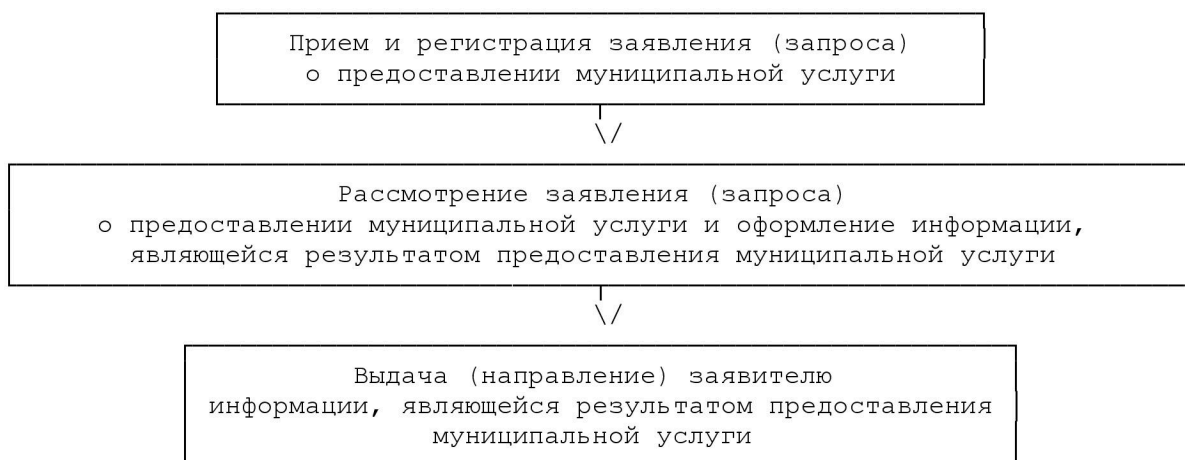 Прием и регистрация заявления (запроса)
о предоставлении муниципальной услуги
\/
Рассмотрение заявления (запроса)
о предоставлении муниципальной услуги и оформление информации,
являющейся результатом предоставления муниципальной услуги
\/
Выдача (направление) заявителю
информации, являющейся результатом предоставления
муниципальной услуги